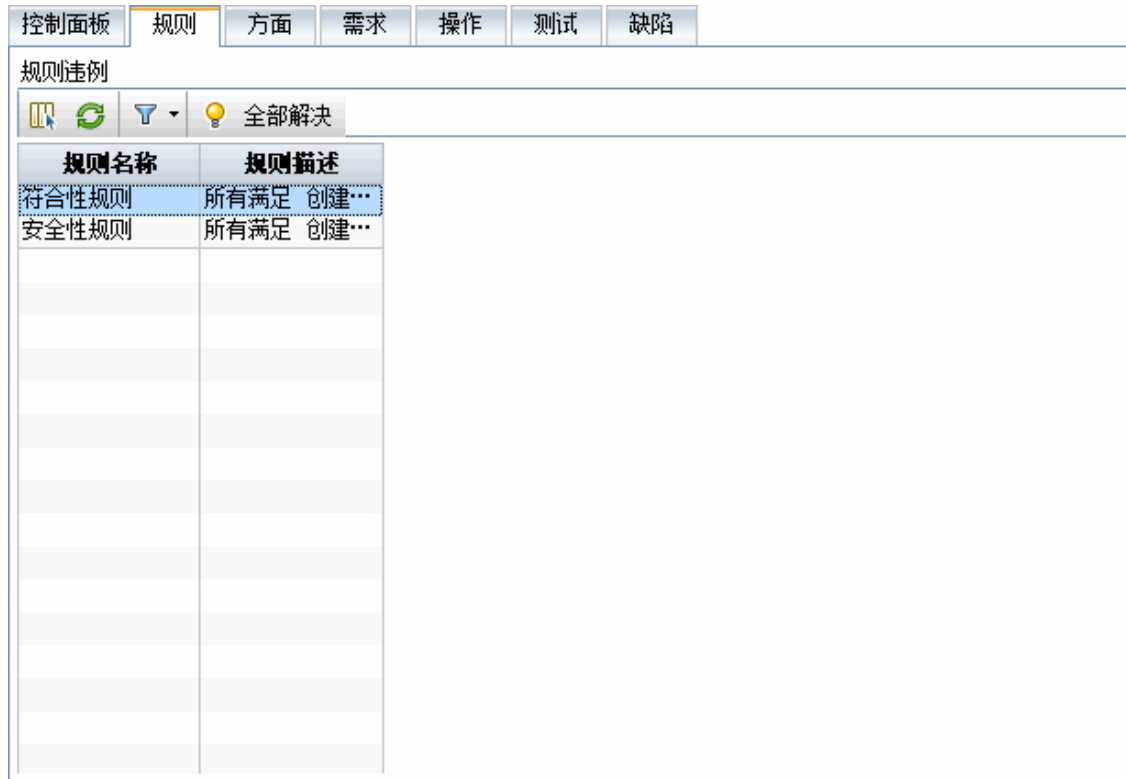 控制面板 规则 方面 需求 操作 测试 缺陷
规则违例
全部解决
规则名称 规则描述
符合性规则 所有满足 创建…
安全性规则 所有满足 创建…